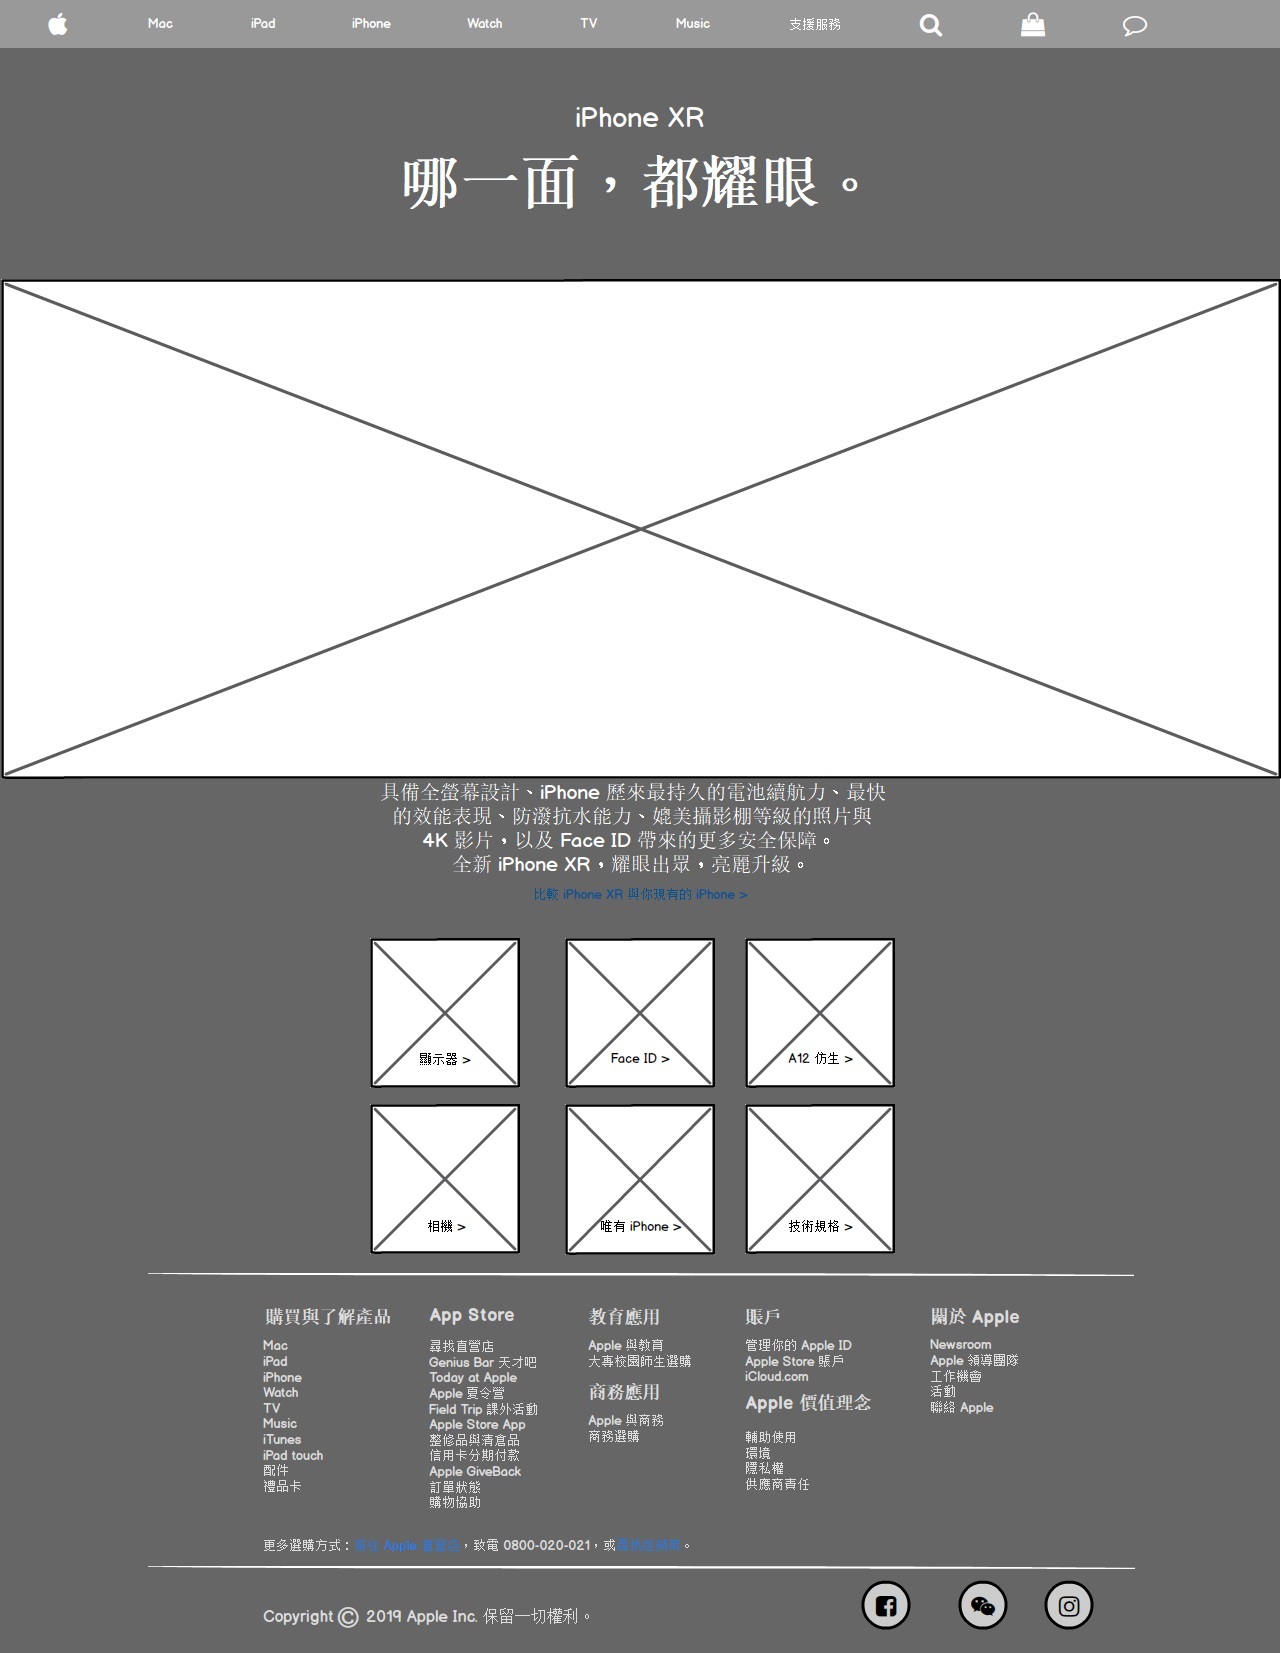 Mac iPad iPhone Watch TV Music 支援服務
iPhone XR
哪一面，都耀眼。
具備全螢幕設計、iPhone 歷來最持久的電池續航力、最快
的效能表現、防潑抗水能力、媲美攝影棚等級的照片與
4K 影片，以及 Face ID 帶來的更多安全保障。
全新 iPhone XR，耀眼出眾，亮麗升級。
比較 iPhone XR 與你現有的 iPhone >
顯示器 >
Face ID >
A12 仿生 >
相機 >
唯有 iPhone >
技術規格 >
購買與了解產品
Mac
iPad
iPhone
Watch
TV
Music
iTunes
iPad touch
配件
禮品卡
App Store
尋找直營店
Genius Bar 天才吧
Today at Apple
Apple 夏令營
Field Trip 課外活動
Apple Store App
整修品與清倉品
信用卡分期付款
Apple GiveBack
訂單狀態
購物協助
教育應用
Apple 與教育
大專校園師生選購
商務應用
Apple 與商務
商務選購
賬戶
管理你的 Apple ID
Apple Store 賬戶
iCloud.com
Apple 價值理念
輔助使用
環境
隱私權
供應商責任
關於 Apple
Newsroom
Apple 領導團隊
工作機會
活動
聯絡 Apple
更多選購方式：前往 Apple 直營店，致電 0800-020-021，或尋找經銷商。
Copyright © 2019 Apple Inc. 保留一切權利。